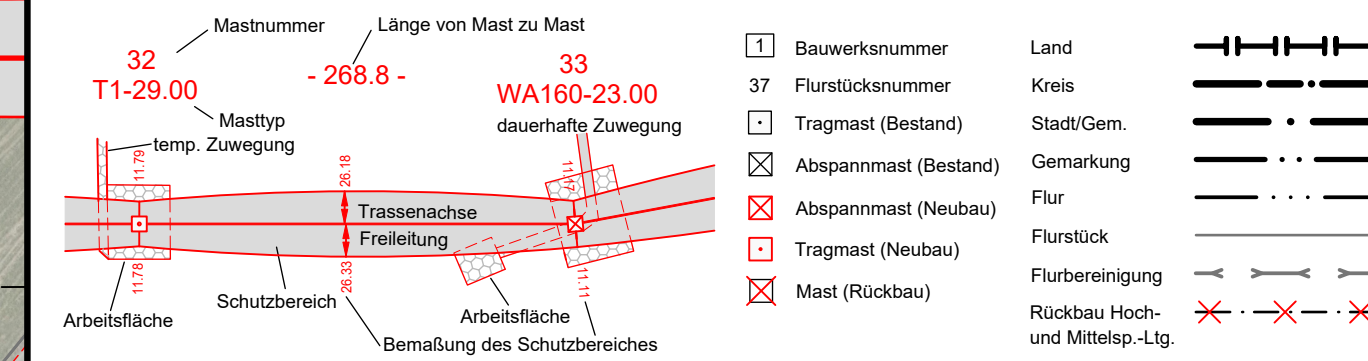 Mastnummer
Länge von Mast zu Mast
32
T1-29.00
- 268.8 -
33
WA160-23.00
Masttyp
temp. Zuwegung
dauerhafte Zuwegung
11.79
26.18
11.17
Trassenachse
Freileitung
11.78
26.33
11.11
Schutzbereich
Arbeitsfläche
Arbeitsfläche
Bemaßung des Schutzbereiches
1 Bauwerksnummer
37 Flurstücksnummer
Tragmast (Bestand)
Abspannmast (Bestand)
Abspannmast (Neubau)
Tragmast (Neubau)
Mast (Rückbau)
Land
Kreis
Stadt/Gem.
Gemarkung
Flur
Flurstück
Flurbereinigung
Rückbau Hoch-
und Mittelsp.-Ltg.